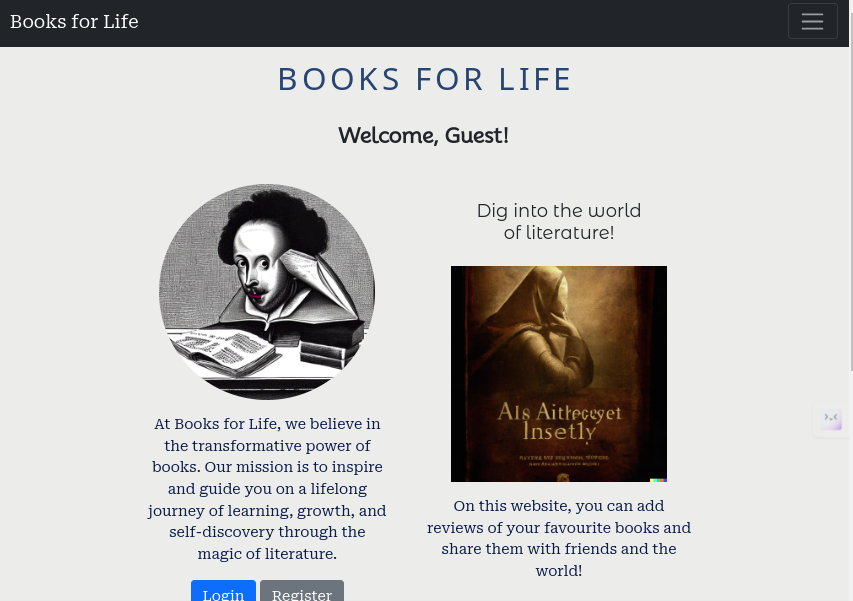 Books for Life
BOOKS FOR LIFE
Welcome, Guest!
Dig into the world
of literature!
Als Aitheceyet
Insetly
At Books for Life, we believe in
the transformative power of
books. Our mission is to inspire
and guide you on a lifelong
journey of learning, growth, and
self-discovery through the
magic of literature.
Login Register
On this website, you can add
reviews of your favourite books and
share them with friends and the
world!